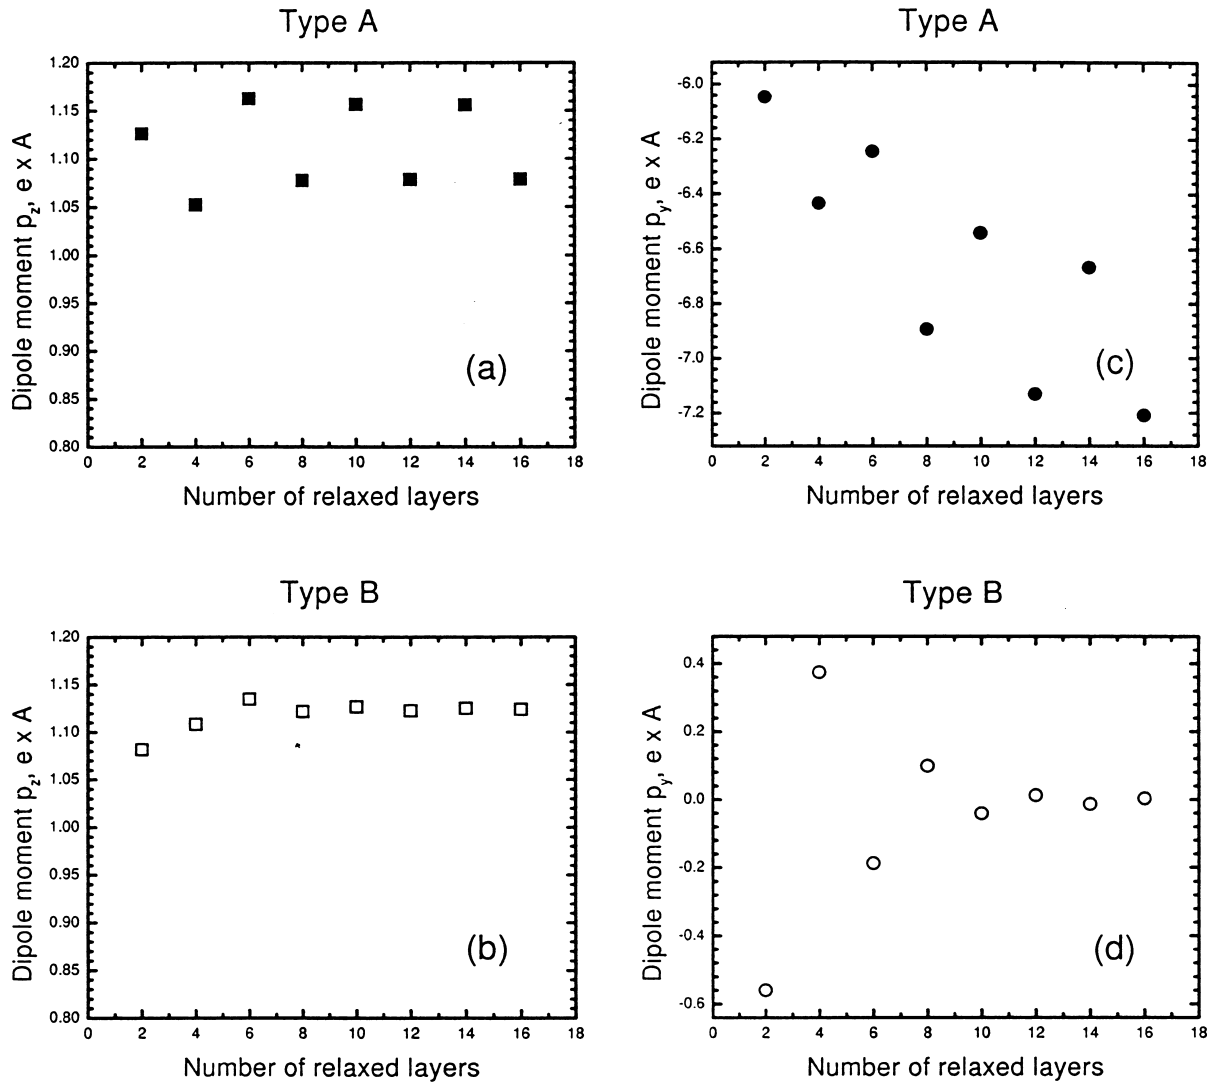 Type A
1.20
1.15
1.10
1.05
1.00
0.95
0.90
0.85
0.80
Dipole moment p_z, e x A
(a)
0 2 4 6 8 10 12 14 16 18
Number of relaxed layers
Type A
-6.0
-6.2
-6.4
-6.6
-6.8
-7.0
-7.2
Dipole moment p_y, e x A
(c)
0 2 4 6 8 10 12 14 16 18
Number of relaxed layers
Type B
1.20
1.15
1.10
1.05
1.00
0.95
0.90
0.85
0.80
Dipole moment p_z, e x A
(b)
0 2 4 6 8 10 12 14 16 18
Number of relaxed layers
Type B
0.4
0.2
0.0
-0.2
-0.4
-0.6
Dipole moment p_y, e x A
(d)
0 2 4 6 8 10 12 14 16 18
Number of relaxed layers